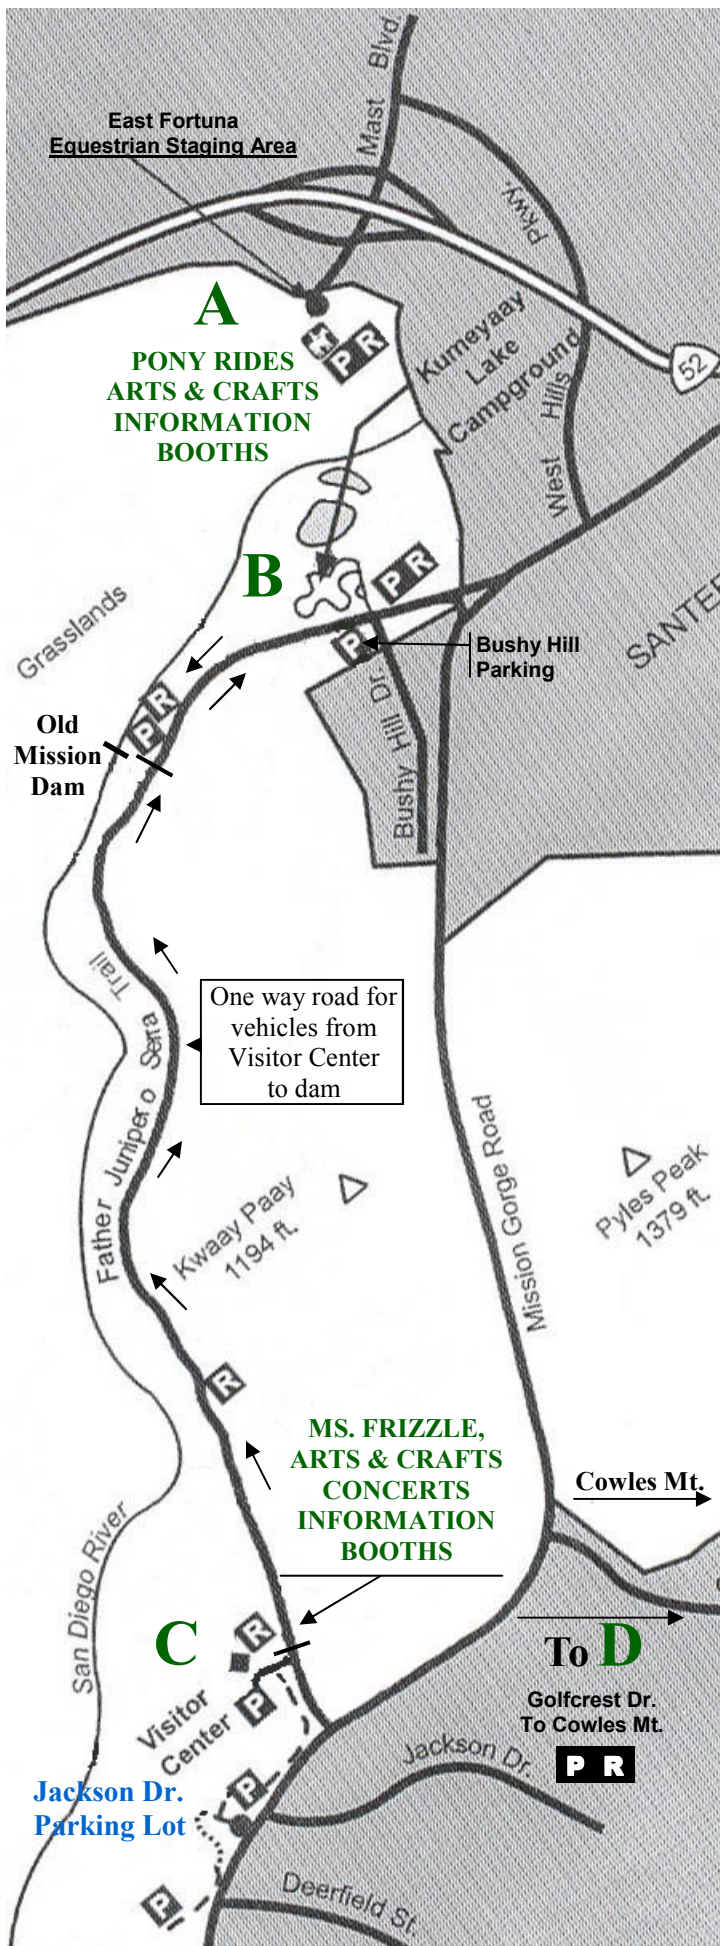 Mast Blvd.
East Fortuna
Equestrian Staging Area
Pkwy.
A
P R
52
PONY RIDES
ARTS & CRAFTS
INFORMATION
BOOTHS
Kumeyaay
Lake
Campground
West Hills
B
P R
SANTEE
Grasslands
P
Bushy Hill
Parking
Bushy Hill Dr.
P R
Old
Mission
Dam
Father Junipero Serra Trail
One way road for
vehicles from
Visitor Center
to dam
Mission Gorge Road
Kwaay Paay
1194 ft.
Pyles Peak
1379 ft.
R
MS. FRIZZLE,
ARTS & CRAFTS
CONCERTS
INFORMATION
BOOTHS
Cowles Mt.
San Diego River
C
R
To D
Golfcrest Dr.
To Cowles Mt.
P R
Visitor
Center
P
Jackson Dr.
Jackson Dr.
Parking Lot
P
P
Deerfield St.